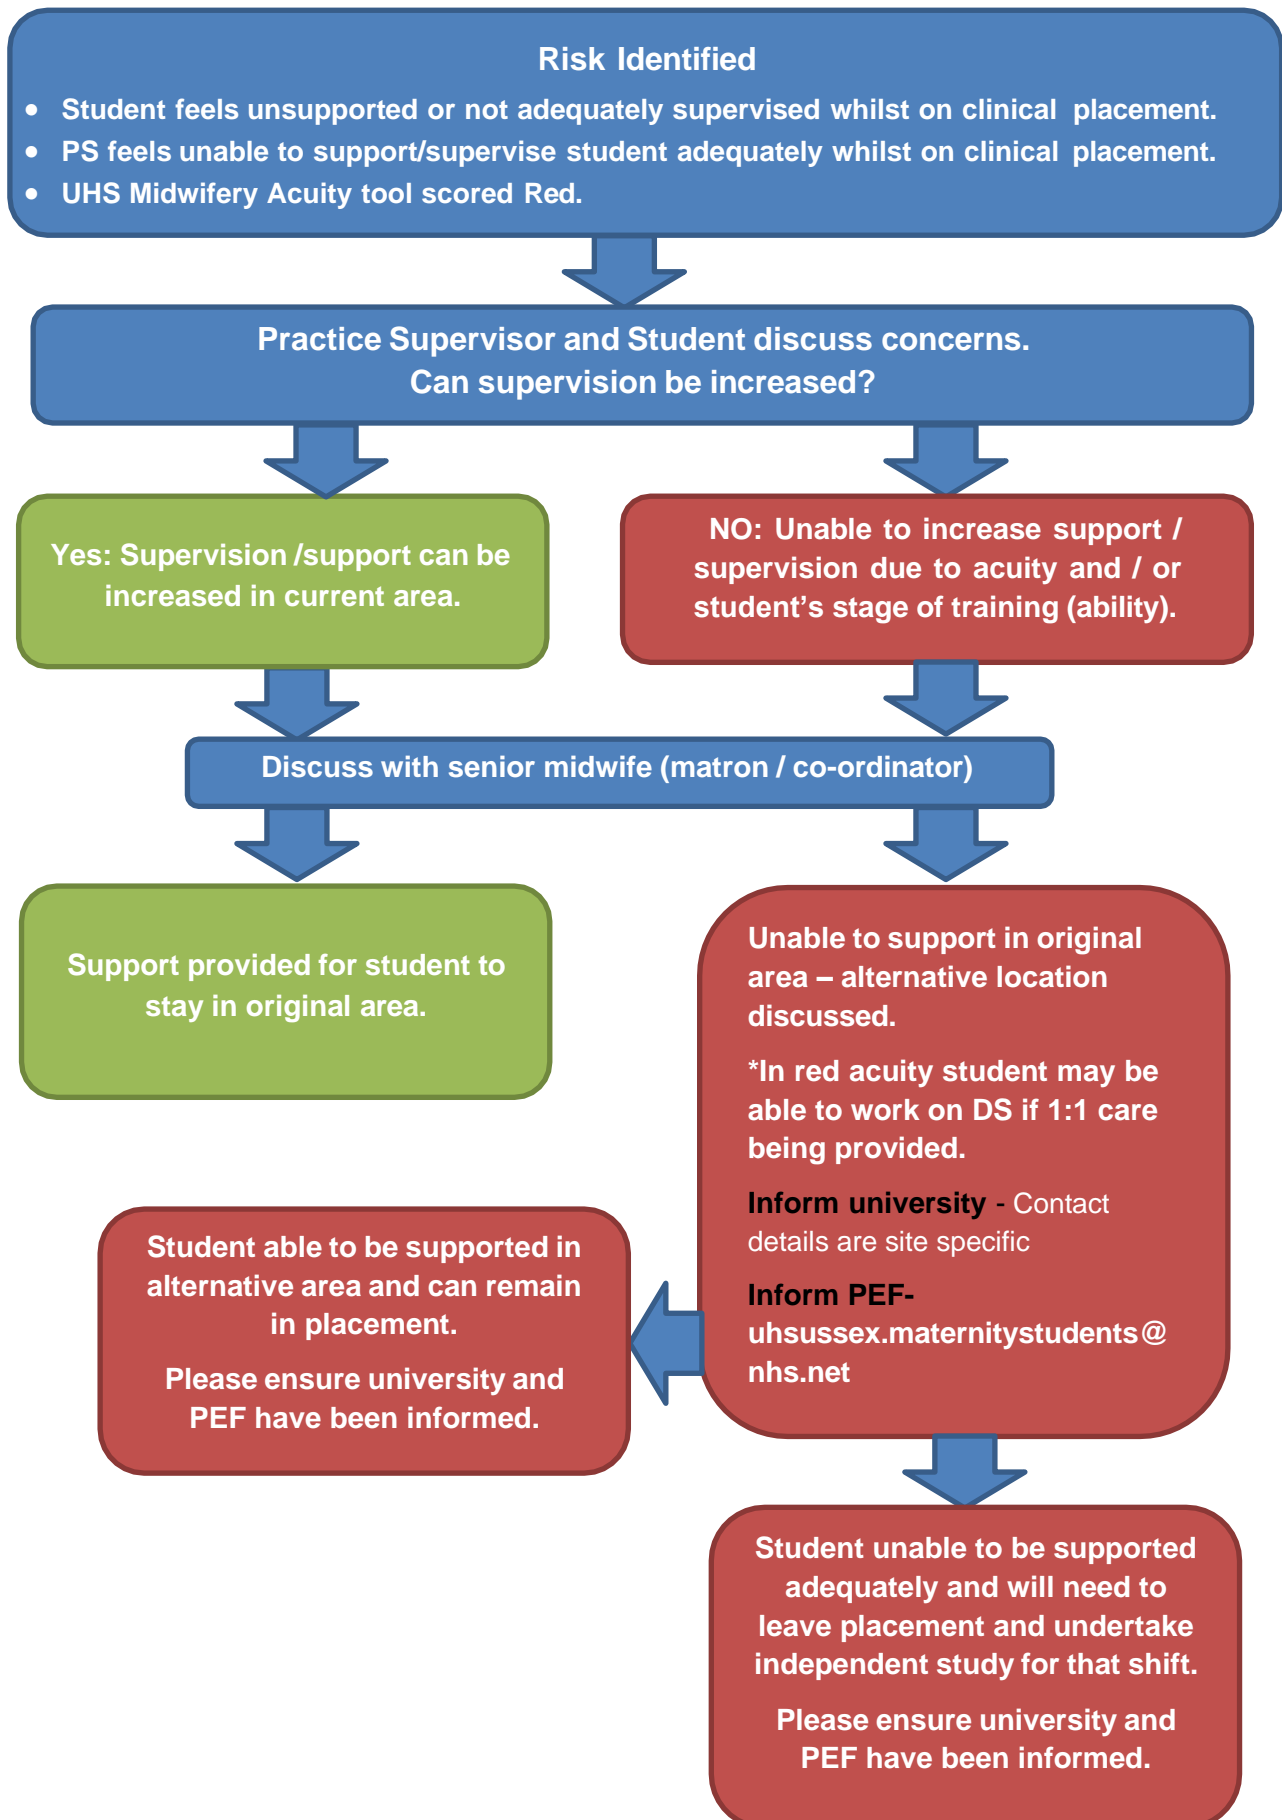 Risk Identified
• Student feels unsupported or not adequately supervised whilst on clinical placement.
• PS feels unable to support/supervise student adequately whilst on clinical placement.
• UHS Midwifery Acuity tool scored Red.
Practice Supervisor and Student discuss concerns.
Can supervision be increased?
Yes: Supervision /support can be
increased in current area.
NO: Unable to increase support /
supervision due to acuity and / or
student’s stage of training (ability).
Discuss with senior midwife (matron / co-ordinator)
Support provided for student to
stay in original area.
Unable to support in original
area – alternative location
discussed.
*In red acuity student may be
able to work on DS if 1:1 care
being provided.
Inform university - Contact
details are site specific
Inform PEF-
uhsussex.maternitystudents@
nhs.net
Student able to be supported in
alternative area and can remain
in placement.
Please ensure university and
PEF have been informed.
Student unable to be supported
adequately and will need to
leave placement and undertake
independent study for that shift.
Please ensure university and
PEF have been informed.